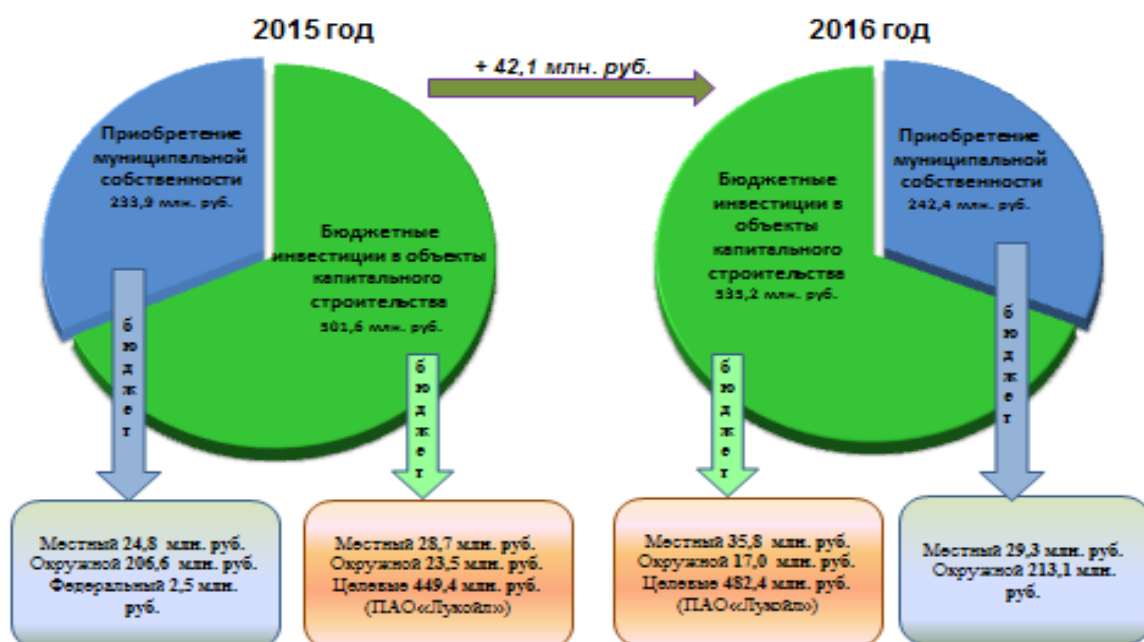 2015 год
2016 год
+ 42,1 млн. руб.
Приобретение
муниципальной
собственности
233,9 млн. руб.
Бюджетные
инвестиции в объекты
капитального
строительства
501,6 млн. руб.
Бюджетные
инвестиции в
объекты
капитального
строительства
535,2 млн. руб.
Приобретение
муниципальной
собственности
242,4 млн. руб.
бюджет
бюджет
бюджет
бюджет
Местный 24,8 млн. руб.
Окружной 206,6 млн. руб.
Федеральный 2,5 млн.
руб.
Местный 28,7 млн. руб.
Окружной 23,5 млн. руб.
Целевые 449,4 млн. руб.
(ПАО«Лукойл»)
Местный 35,8 млн. руб.
Окружной 17,0 млн. руб.
Целевые 482,4 млн. руб.
(ПАО«Лукойл»)
Местный 29,3 млн. руб.
Окружной 213,1 млн.
руб.